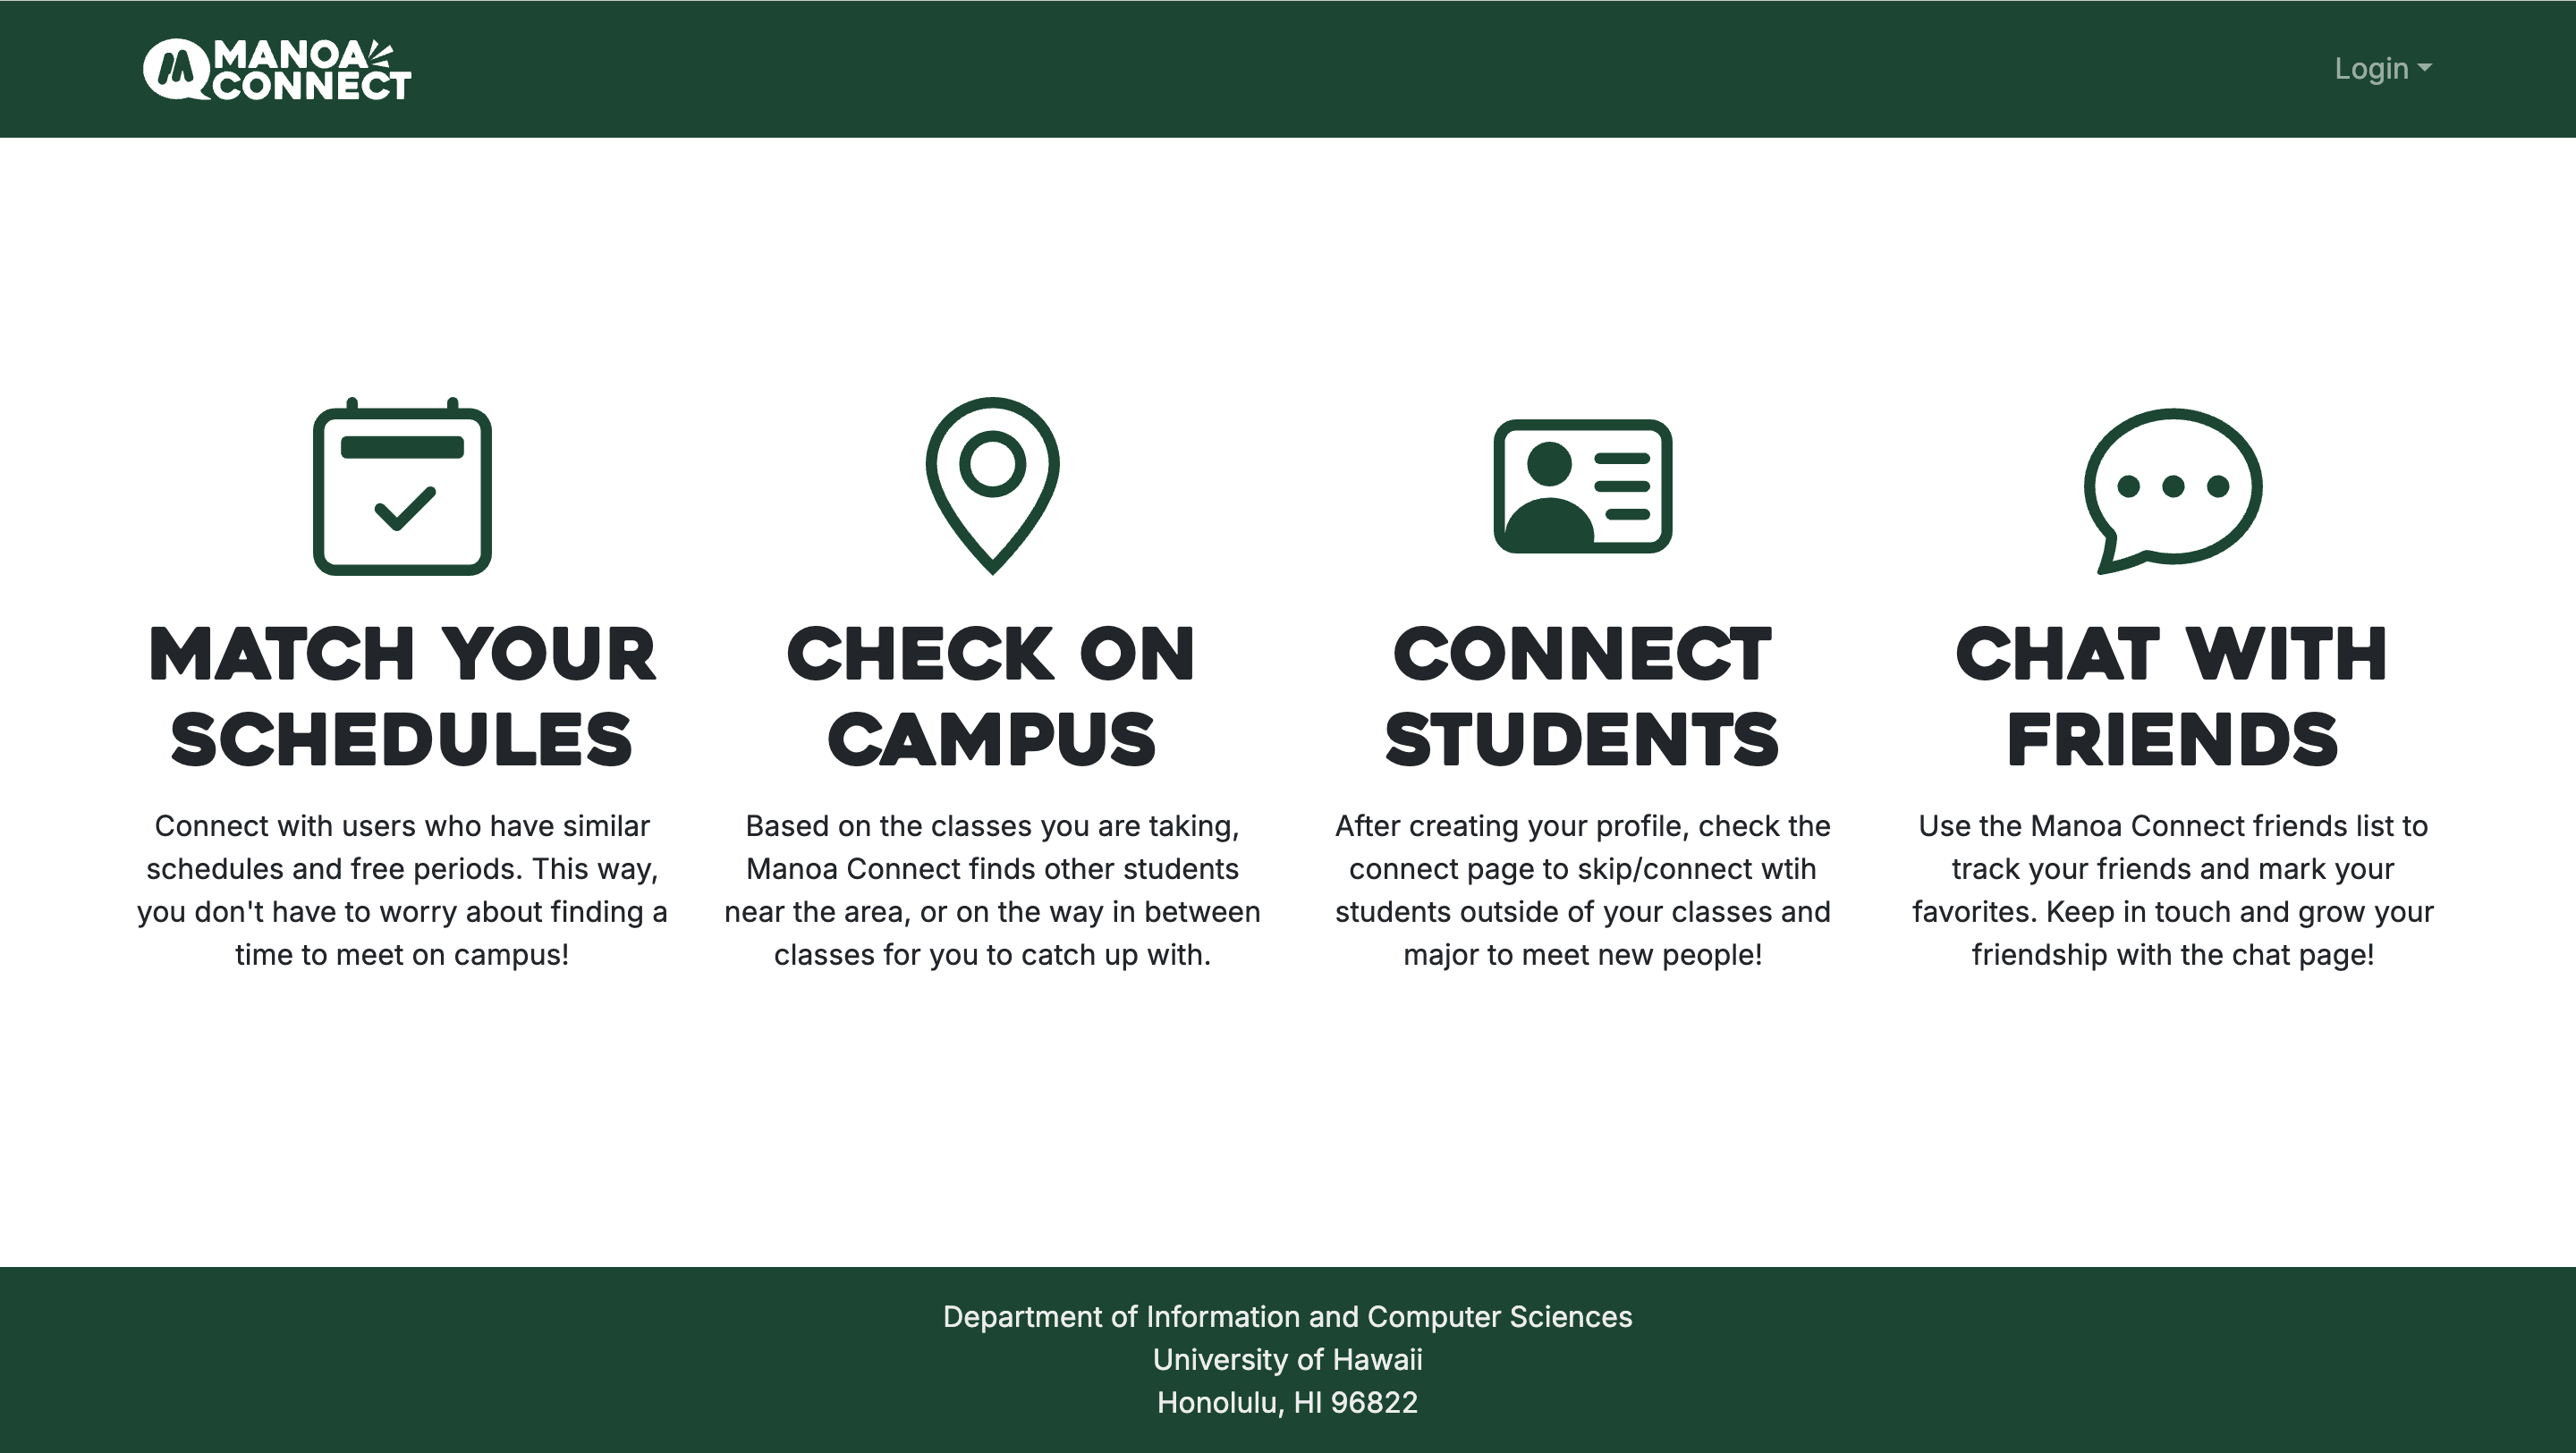 MANOA
CONNECT
Login
MATCH YOUR
SCHEDULES
Connect with users who have similar
schedules and free periods. This way,
you don't have to worry about finding a
time to meet on campus!
CHECK ON
CAMPUS
Based on the classes you are taking,
Manoa Connect finds other students
near the area, or on the way in between
classes for you to catch up with.
CONNECT
STUDENTS
After creating your profile, check the
connect page to skip/connect wtih
students outside of your classes and
major to meet new people!
CHAT WITH
FRIENDS
Use the Manoa Connect friends list to
track your friends and mark your
favorites. Keep in touch and grow your
friendship with the chat page!
Department of Information and Computer Sciences
University of Hawaii
Honolulu, HI 96822